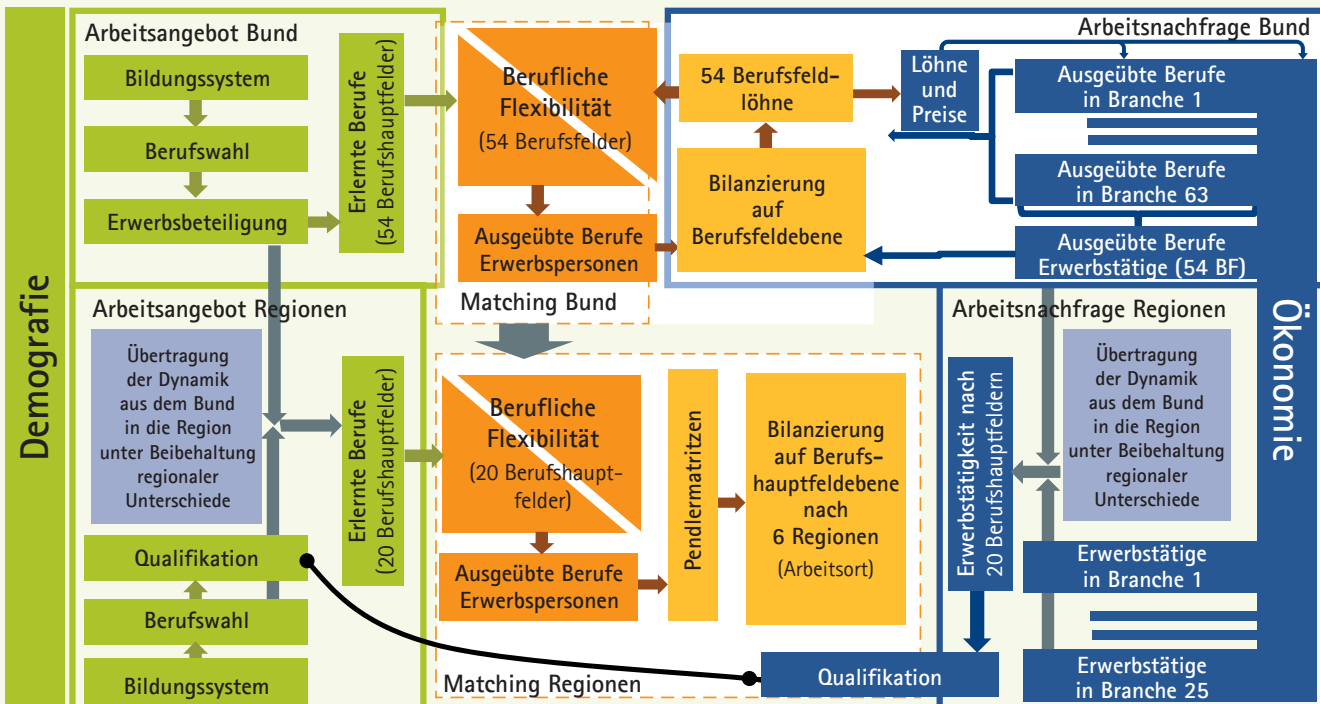 Demografie
Arbeitsangebot Bund
Bildungssystem
Berufswahl
Erwerbsbeteiligung
Erlernte Berufe
(54 Berufshauptfelder)
Berufliche
Flexibilität
(54 Berufsfelder)
Ausgeübte Berufe
Erwerbspersonen
Matching Bund
54 Berufsfeld-
löhne
Bilanzierung
auf
Berufsfeldebene
Arbeitsnachfrage Bund
Löhne
und
Preise
Ausgeübte Berufe
in Branche 1
Ausgeübte Berufe
in Branche 63
Ausgeübte Berufe
Erwerbstätige (54 BF)
Ökonomie
Arbeitsangebot Regionen
Übertragung
der Dynamik
aus dem Bund
in die Region
unter Beibehaltung
regionaler
Unterschiede
Qualifikation
Berufswahl
Bildungssystem
Erlernte Berufe
(20 Berufshauptfelder)
Berufliche
Flexibilität
(20 Berufshaupt-
felder)
Ausgeübte Berufe
Erwerbspersonen
Pendlermatritzen
Bilanzierung
auf Berufs-
hauptfeldebene
nach
6 Regionen
(Arbeitsort)
Matching Regionen
Arbeitsnachfrage Regionen
Erwerbstätigkeit nach
20 Berufshauptfeldern
Übertragung
der Dynamik
aus dem Bund
in die Region
unter Beibehaltung
regionaler
Unterschiede
Erwerbstätige
in Branche 1
Erwerbstätige
in Branche 25
Qualifikation